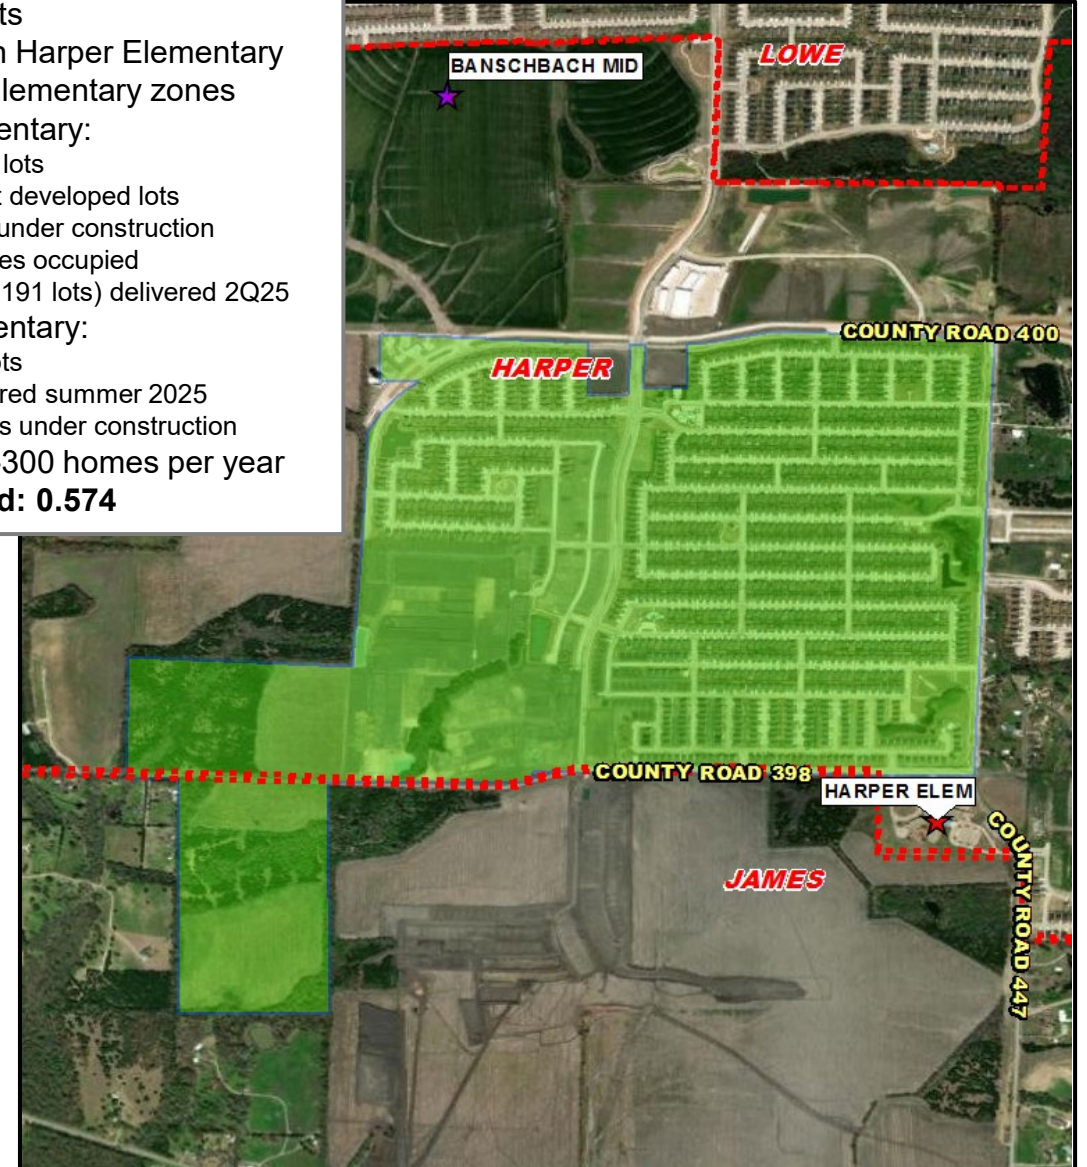 ts
Harper Elementary
lementary zones
entary:
lots
developed lots
under construction
es occupied
191 lots) delivered 2Q25
entary:
ots
red summer 2025
s under construction
300 homes per year
d: 0.574
BANSCHBACH MID
LOWE
COUNTY ROAD 400
HARPER
COUNTY ROAD 398
HARPER ELEM
COUNTY ROAD 447
JAMES